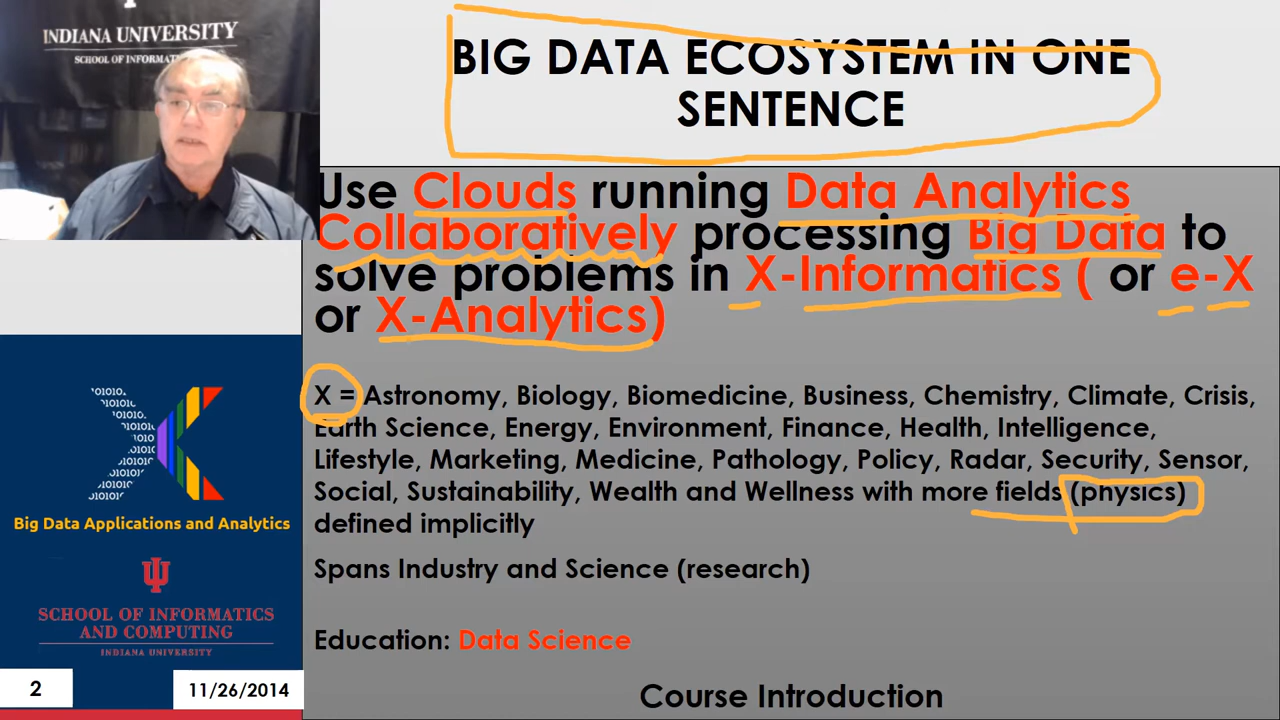 INDIANA UNIVERSITY
BIG DATA ECOSYSTEM IN ONE
SENTENCE
Use Clouds running Data Analytics
Collaboratively processing Big Data to
solve problems in X-Informatics ( or e-X
or X-Analytics)
X = Astronomy, Biology, Biomedicine, Business, Chemistry, Climate, Crisis,
Earth Science, Energy, Environment, Finance, Health, Intelligence,
Lifestyle, Marketing, Medicine, Pathology, Policy, Radar, Security, Sensor,
Social, Sustainability, Wealth and Wellness with more fields (physics)
defined implicitly
Spans Industry and Science (research)
Education: Data Science
Course Introduction
Big Data Applications and Analytics
SCHOOL OF INFORMATICS
AND COMPUTING
INDIANA UNIVERSITY
2
11/26/2014